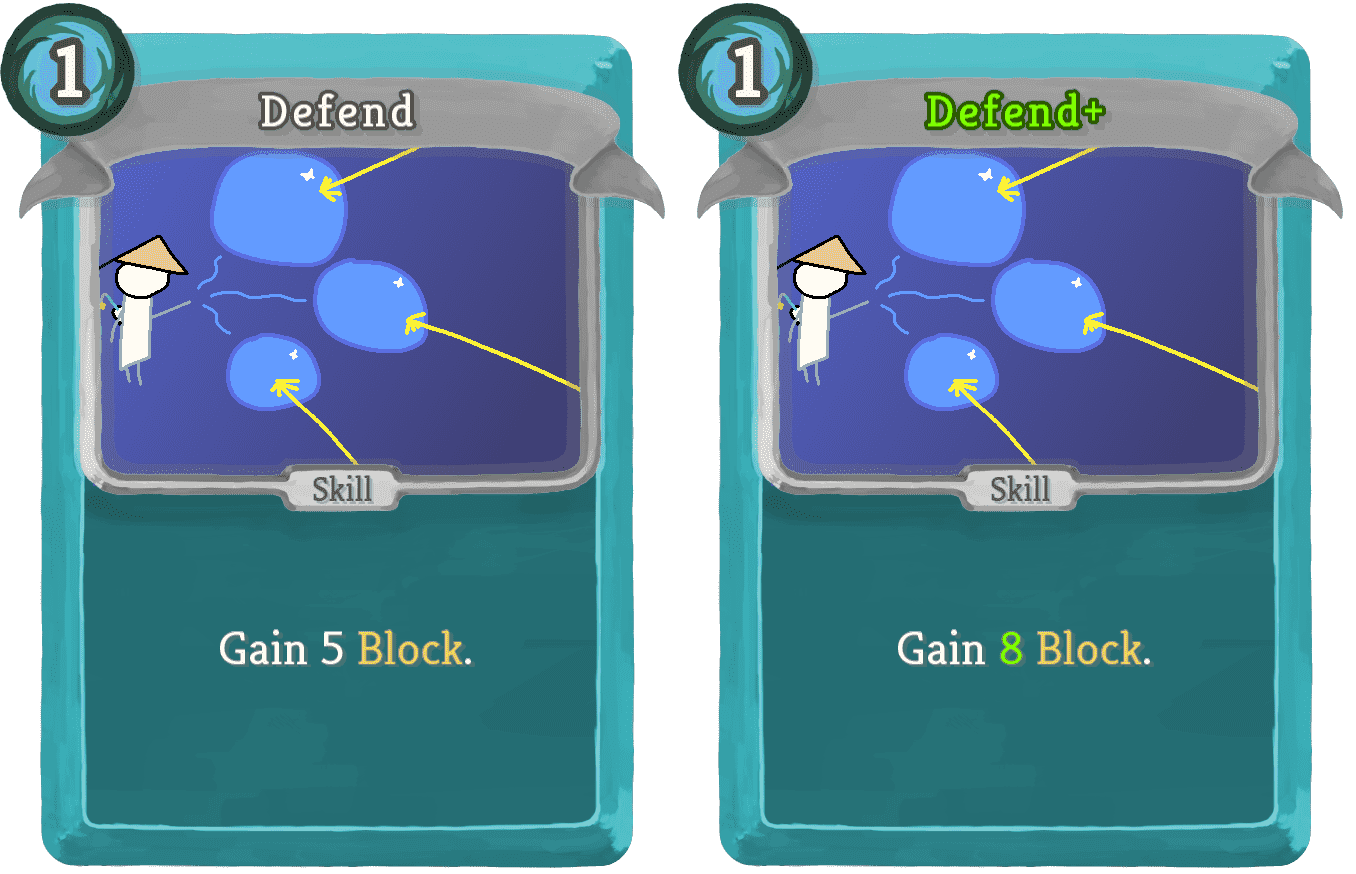 1
Defend
Skill
Gain 5 Block.
1
Defend+
Skill
Gain 8 Block.